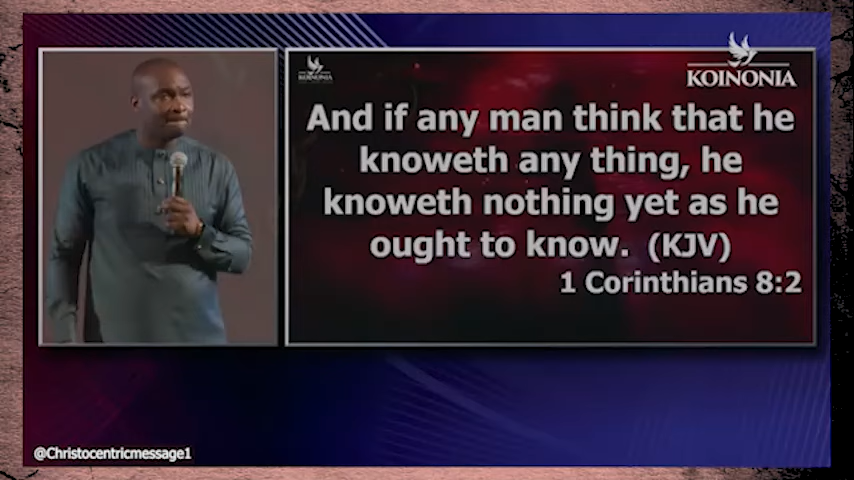 KOINONIA
KOINONIA
And if any man think that he
knoweth any thing, he
knoweth nothing yet as he
ought to know. (KJV)
1 Corinthians 8:2
@Christocentricmessage1